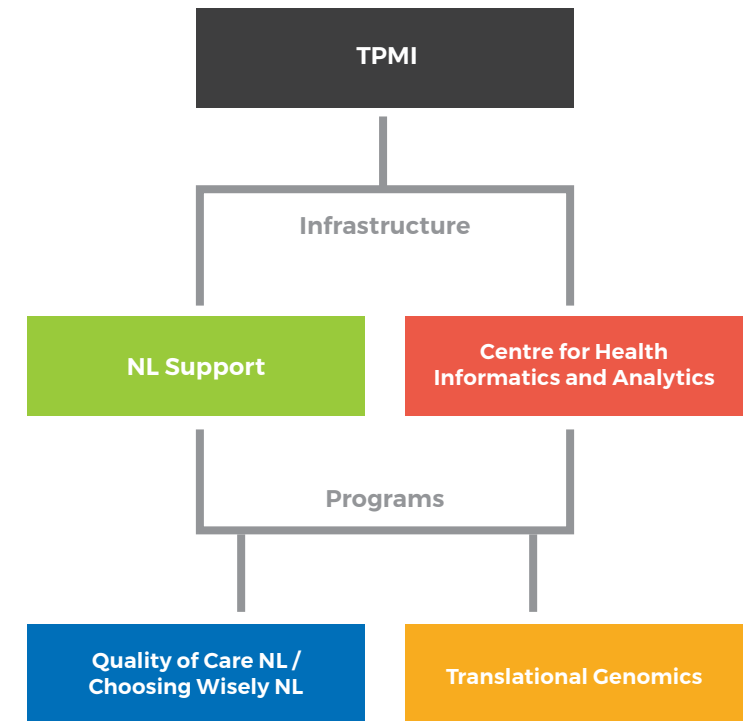 TPMI
Infrastructure
NL Support
Centre for Health
Informatics and Analytics
Programs
Quality of Care NL /
Choosing Wisely NL
Translational Genomics